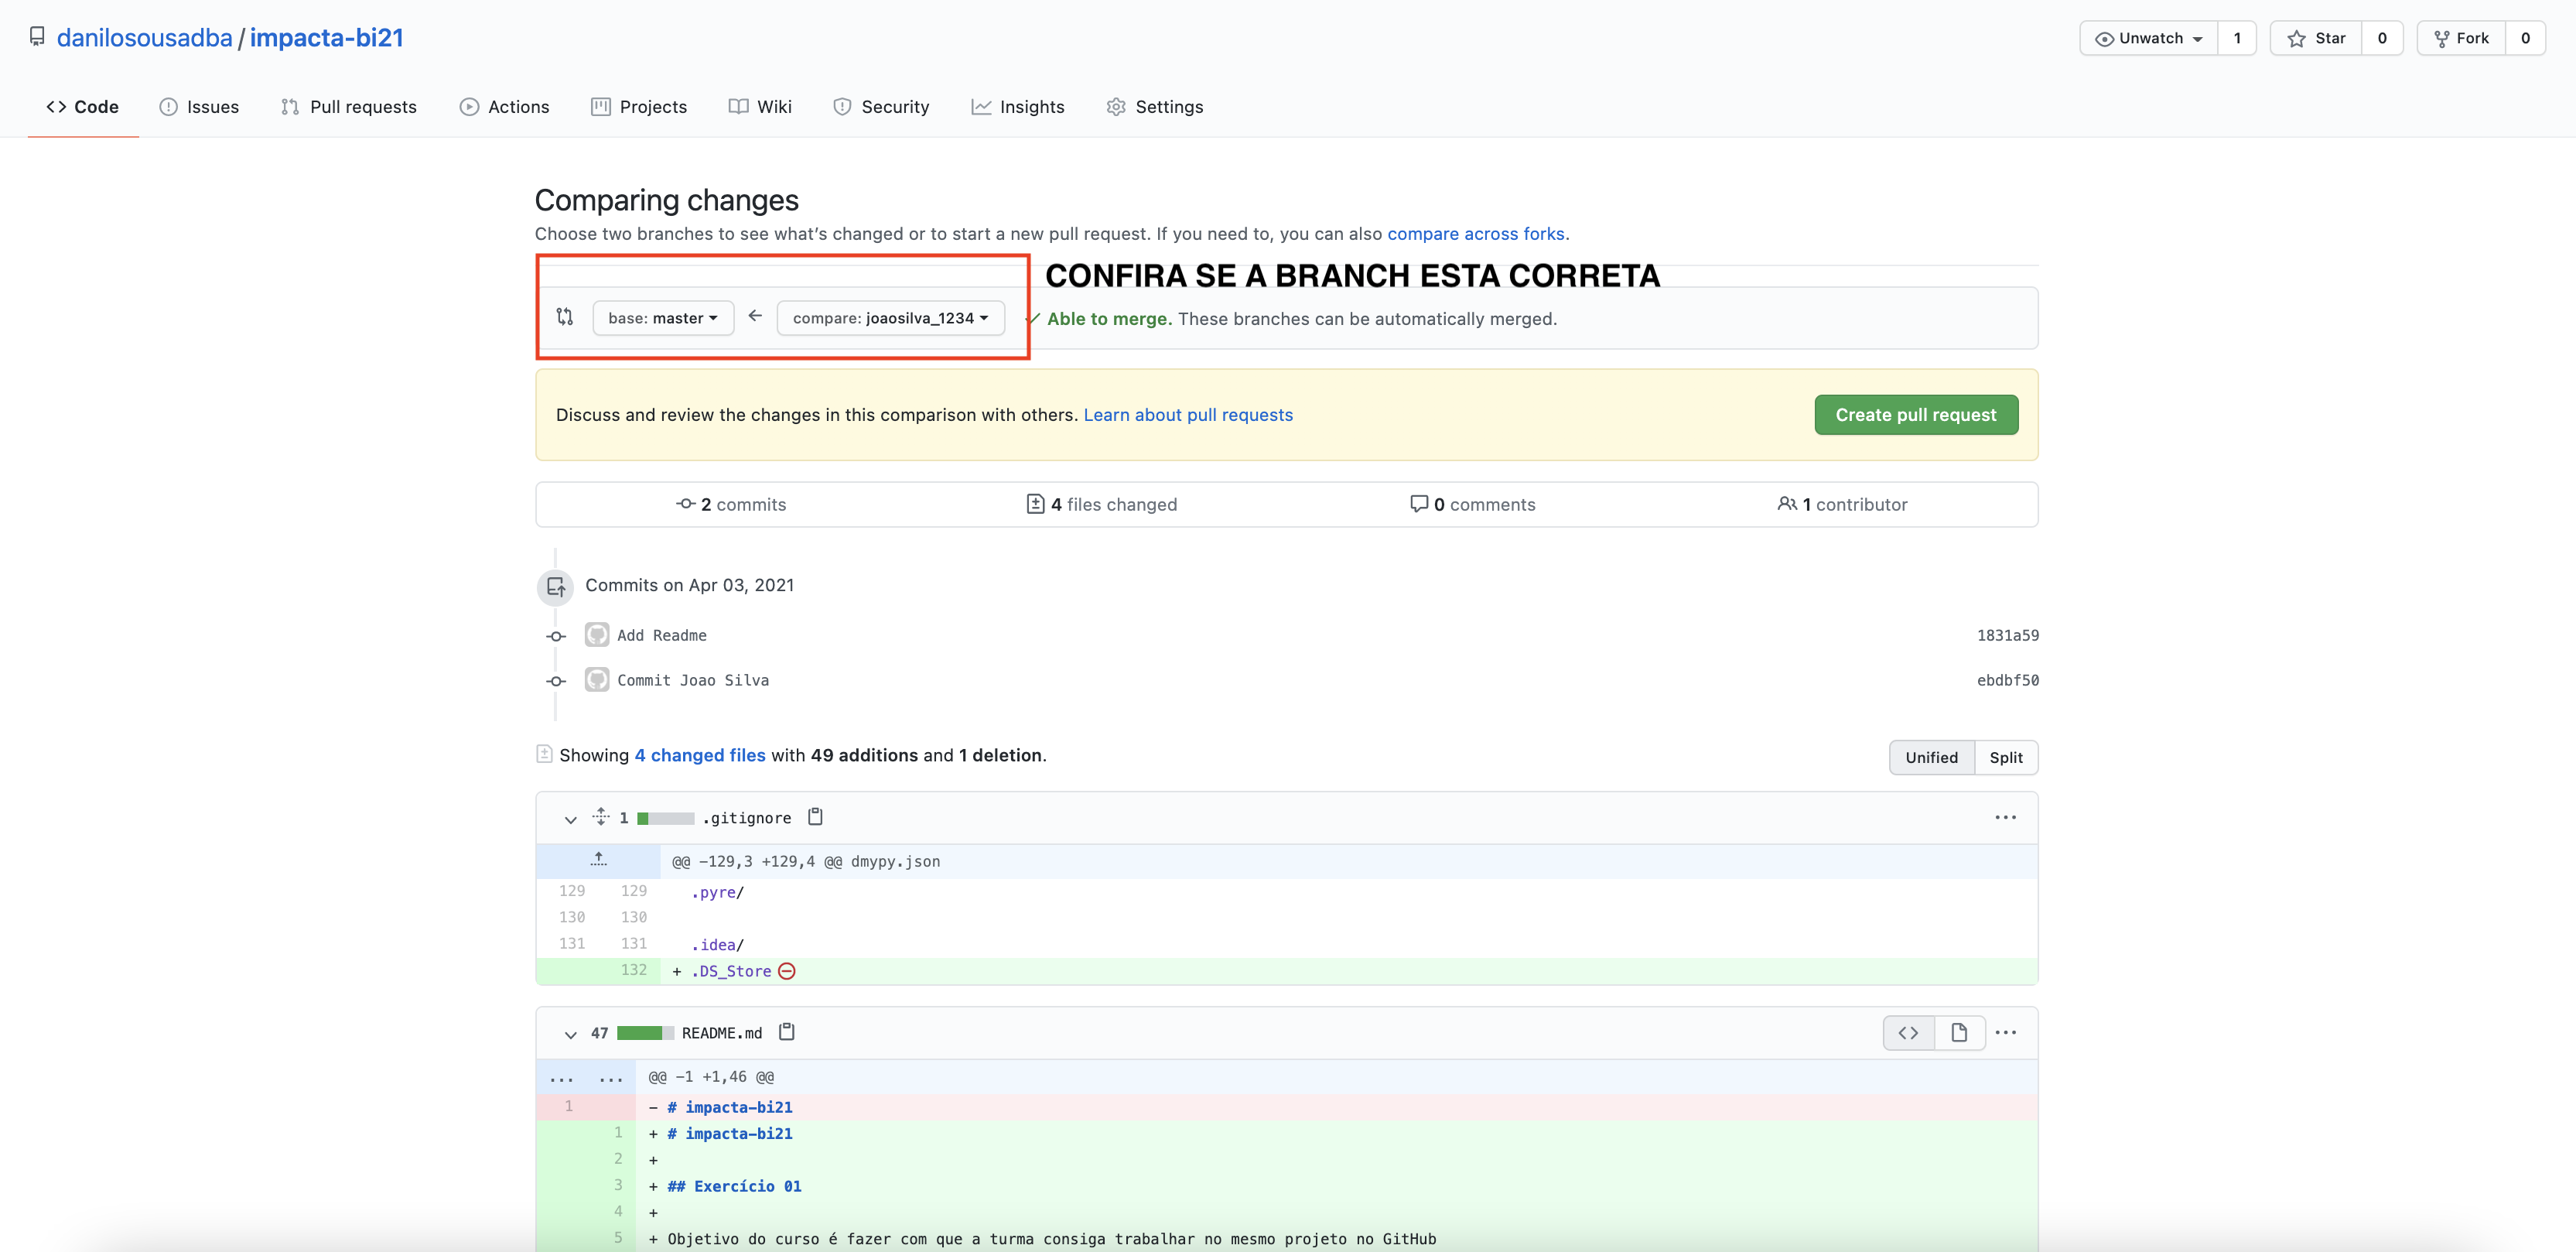 danilosousadba / impacta-bi21
Unwatch 1 Star 0 Fork 0
Code Issues Pull requests Actions Projects Wiki Security Insights Settings
Comparing changes
Choose two branches to see what’s changed or to start a new pull request. If you need to, you can also compare across forks.
CONFIRA SE A BRANCH ESTA CORRETA
base: master ← compare: joaosilva_1234 ✓ Able to merge. These branches can be automatically merged.
Discuss and review the changes in this comparison with others. Learn about pull requests Create pull request
2 commits 4 files changed 0 comments 1 contributor
Commits on Apr 03, 2021
Add Readme 1831a59
Commit Joao Silva ebdbf50
Showing 4 changed files with 49 additions and 1 deletion. Unified Split
1 .gitignore ...
@@ -129,3 +129,4 @@ dmypy.json
129 129 .pyre/
130 130
131 131 .idea/
132 + .DS_Store
47 README.md <> ...
... ... @@ -1 +1,46 @@
1 - # impacta-bi21
1 + # impacta-bi21
2 +
3 + ## Exercício 01
4 +
5 + Objetivo do curso é fazer com que a turma consiga trabalhar no mesmo projeto no GitHub